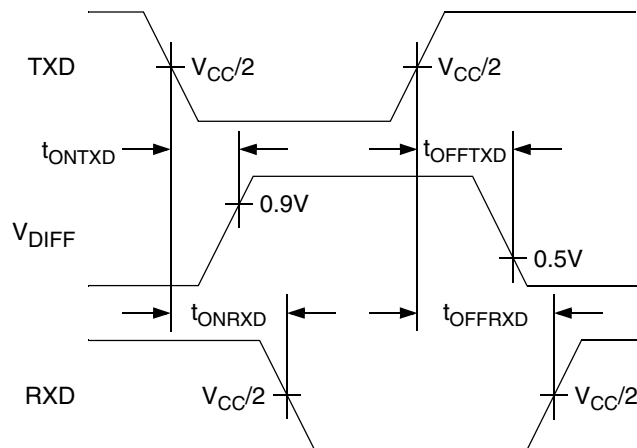 TXD
V_CC/2
V_CC/2
t_ONTXD
t_OFFTXD
0.9V
V_DIFF
0.5V
t_ONRXD
t_OFFRXD
RXD
V_CC/2
V_CC/2